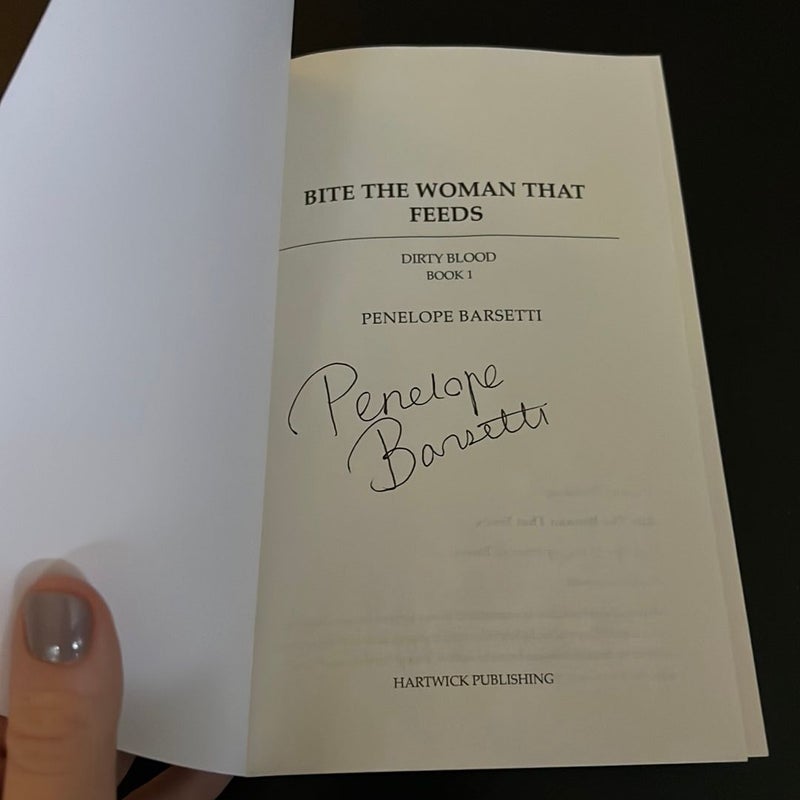 BITE THE WOMAN THAT
FEEDS
DIRTY BLOOD
BOOK 1
PENELOPE BARSETTI
Penelope
Barsetti
HARTWICK PUBLISHING